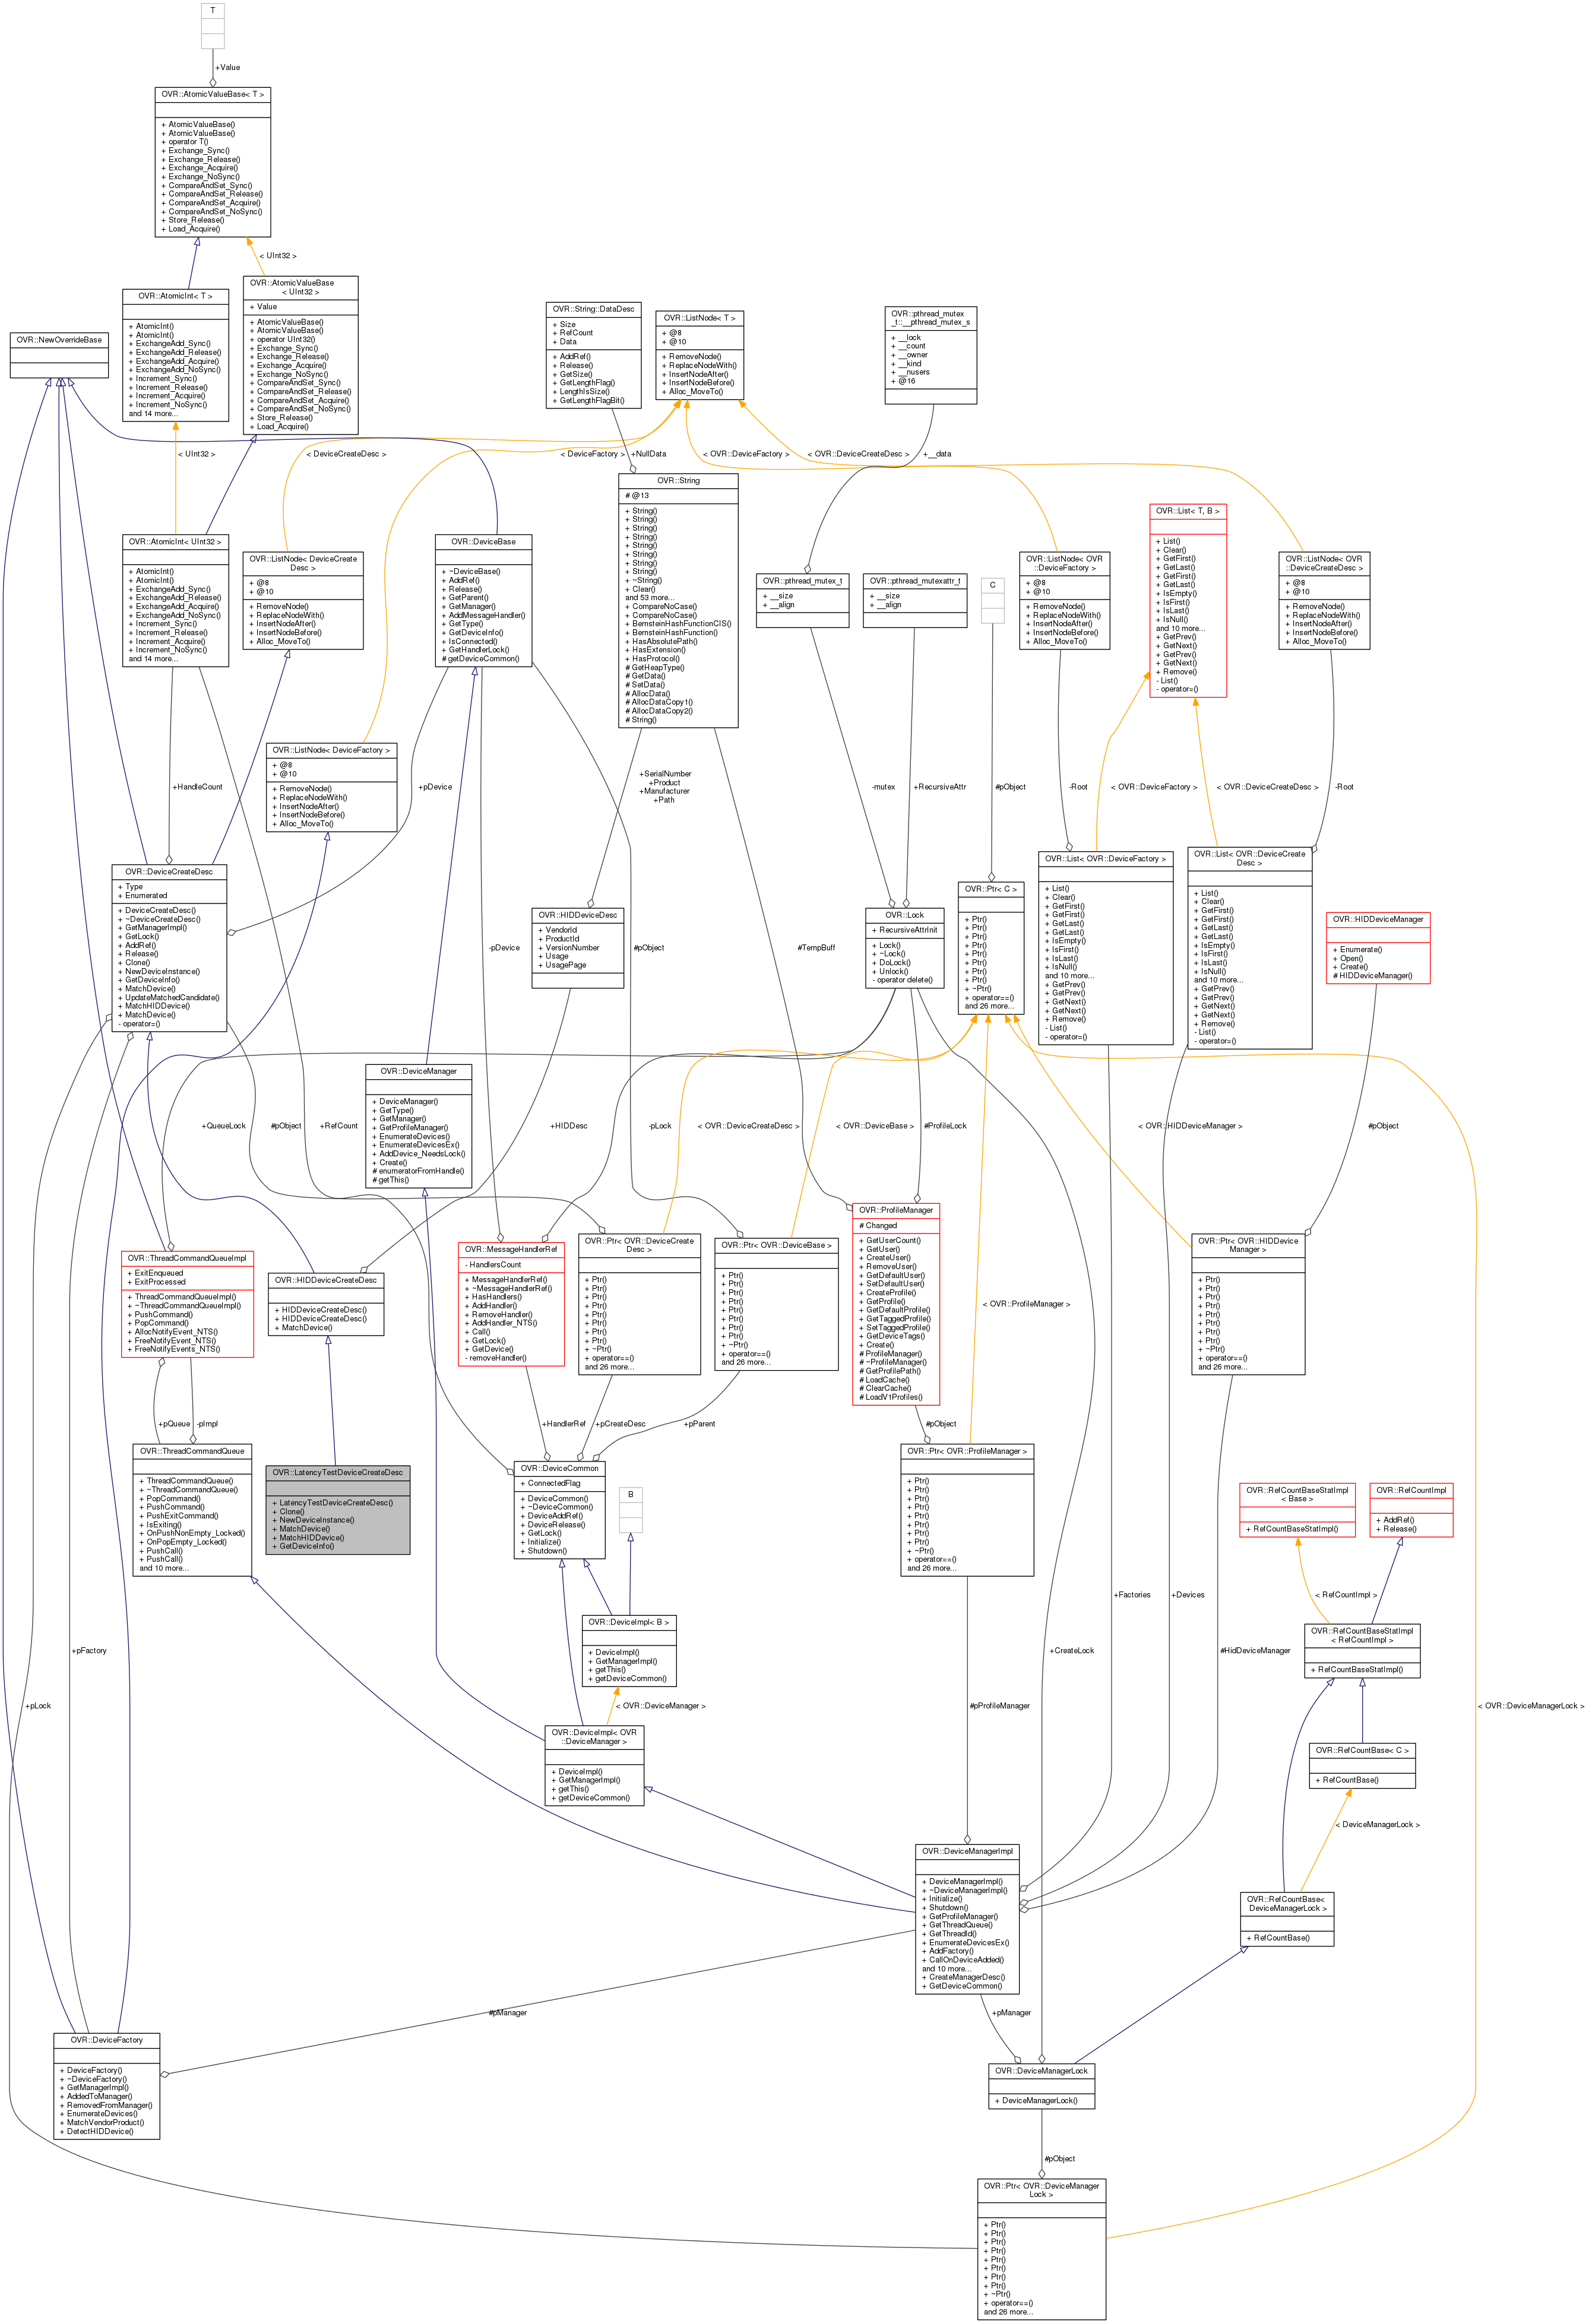 T
+Value
OVR::AtomicValueBase< T >
+ AtomicValueBase()
+ AtomicValueBase()
+ operator T()
+ Exchange_Sync()
+ Exchange_Release()
+ Exchange_Acquire()
+ Exchange_NoSync()
+ CompareAndSet_Sync()
+ CompareAndSet_Release()
+ CompareAndSet_Acquire()
+ CompareAndSet_NoSync()
+ Store_Release()
+ Load_Acquire()
< UInt32 >
OVR::AtomicInt< T >
+ AtomicInt()
+ AtomicInt()
+ ExchangeAdd_Sync()
+ ExchangeAdd_Release()
+ ExchangeAdd_Acquire()
+ ExchangeAdd_NoSync()
+ Increment_Sync()
+ Increment_Release()
+ Increment_Acquire()
+ Increment_NoSync()
and 14 more...
OVR::AtomicValueBase
< UInt32 >
+ Value
+ AtomicValueBase()
+ AtomicValueBase()
+ operator UInt32()
+ Exchange_Sync()
+ Exchange_Release()
+ Exchange_Acquire()
+ Exchange_NoSync()
+ CompareAndSet_Sync()
+ CompareAndSet_Release()
+ CompareAndSet_Acquire()
+ CompareAndSet_NoSync()
+ Store_Release()
+ Load_Acquire()
OVR::NewOverrideBase
OVR::String::DataDesc
+ Size
+ RefCount
+ Data
+ AddRef()
+ Release()
+ GetSize()
+ GetLengthFlag()
+ LengthIsSize()
+ GetLengthFlagBit()
OVR::ListNode< T >
+ @8
+ @10
+ RemoveNode()
+ ReplaceNodeWith()
+ InsertNodeAfter()
+ InsertNodeBefore()
+ Alloc_MoveTo()
OVR::pthread_mutex
_t::__pthread_mutex_s
+ __lock
+ __count
+ __owner
+ __kind
+ __nusers
+ @16
< UInt32 >
< DeviceCreateDesc >
< DeviceFactory >
+NullData
< OVR::DeviceFactory >
< OVR::DeviceCreateDesc >
+__data
OVR::AtomicInt< UInt32 >
+ AtomicInt()
+ AtomicInt()
+ ExchangeAdd_Sync()
+ ExchangeAdd_Release()
+ ExchangeAdd_Acquire()
+ ExchangeAdd_NoSync()
+ Increment_Sync()
+ Increment_Release()
+ Increment_Acquire()
+ Increment_NoSync()
and 14 more...
OVR::ListNode< DeviceCreate
Desc >
+ @8
+ @10
+ RemoveNode()
+ ReplaceNodeWith()
+ InsertNodeAfter()
+ InsertNodeBefore()
+ Alloc_MoveTo()
OVR::DeviceBase
+ ~DeviceBase()
+ AddRef()
+ Release()
+ GetParent()
+ GetManager()
+ AddMessageHandler()
+ GetType()
+ GetDeviceInfo()
+ IsConnected()
+ GetHandlerLock()
# getDeviceCommon()
OVR::String
# @13
+ String()
+ String()
+ String()
+ String()
+ String()
+ String()
+ String()
+ String()
+ ~String()
+ Clear()
and 53 more...
+ CompareNoCase()
+ CompareNoCase()
+ BernsteinHashFunctionCIS()
+ BernsteinHashFunction()
+ HasAbsolutePath()
+ HasExtension()
+ HasProtocol()
# GetHeapType()
# GetData()
# SetData()
# AllocData()
# AllocDataCopy1()
# AllocDataCopy2()
# String()
OVR::pthread_mutex_t
+ __size
+ __align
OVR::pthread_mutexattr_t
+ __size
+ __align
C
OVR::ListNode< OVR
::DeviceFactory >
+ @8
+ @10
+ RemoveNode()
+ ReplaceNodeWith()
+ InsertNodeAfter()
+ InsertNodeBefore()
+ Alloc_MoveTo()
OVR::List< T, B >
+ List()
+ Clear()
+ GetFirst()
+ GetLast()
+ GetFirst()
+ GetLast()
+ IsEmpty()
+ IsFirst()
+ IsLast()
+ IsNull()
and 10 more...
+ GetPrev()
+ GetNext()
+ GetPrev()
+ GetNext()
+ Remove()
- List()
- operator=()
OVR::ListNode< OVR
::DeviceCreateDesc >
+ @8
+ @10
+ RemoveNode()
+ ReplaceNodeWith()
+ InsertNodeAfter()
+ InsertNodeBefore()
+ Alloc_MoveTo()
OVR::ListNode< DeviceFactory >
+ @8
+ @10
+ RemoveNode()
+ ReplaceNodeWith()
+ InsertNodeAfter()
+ InsertNodeBefore()
+ Alloc_MoveTo()
+HandleCount
+pDevice
+SerialNumber
+Product
+Manufacturer
+Path
-mutex
+RecursiveAttr
#pObject
-Root
< OVR::DeviceFactory >
< OVR::DeviceCreateDesc >
-Root
OVR::DeviceCreateDesc
+ Type
+ Enumerated
+ DeviceCreateDesc()
+ ~DeviceCreateDesc()
+ GetManagerImpl()
+ GetLock()
+ AddRef()
+ Release()
+ Clone()
+ NewDeviceInstance()
+ GetDeviceInfo()
+ MatchDevice()
+ UpdateMatchedCandidate()
+ MatchHIDDevice()
+ MatchDevice()
- operator=()
-pDevice
#pObject
OVR::HIDDeviceDesc
+ VendorId
+ ProductId
+ VersionNumber
+ Usage
+ UsagePage
#TempBuff
OVR::Lock
+ RecursiveAttrInit
+ Lock()
+ ~Lock()
+ DoLock()
+ Unlock()
- operator delete()
OVR::Ptr< C >
+ Ptr()
+ Ptr()
+ Ptr()
+ Ptr()
+ Ptr()
+ Ptr()
+ Ptr()
+ Ptr()
+ ~Ptr()
+ operator==()
and 26 more...
OVR::List< OVR::DeviceFactory >
+ List()
+ Clear()
+ GetFirst()
+ GetFirst()
+ GetLast()
+ GetLast()
+ IsEmpty()
+ IsFirst()
+ IsLast()
+ IsNull()
and 10 more...
+ GetPrev()
+ GetPrev()
+ GetNext()
+ GetNext()
+ Remove()
- List()
- operator=()
OVR::List< OVR::DeviceCreate
Desc >
+ List()
+ Clear()
+ GetFirst()
+ GetFirst()
+ GetLast()
+ GetLast()
+ IsEmpty()
+ IsFirst()
+ IsLast()
+ IsNull()
and 10 more...
+ GetPrev()
+ GetPrev()
+ GetNext()
+ GetNext()
+ Remove()
- List()
- operator=()
OVR::HIDDeviceManager
+ Enumerate()
+ Open()
+ Create()
# HIDDeviceManager()
OVR::DeviceManager
+ DeviceManager()
+ GetType()
+ GetManager()
+ GetProfileManager()
+ EnumerateDevices()
+ EnumerateDevicesEx()
+ AddDevice_NeedsLock()
+ Create()
# enumeratorFromHandle()
# getThis()
+QueueLock
#pObject
+RefCount
+HIDDesc
-pLock
< OVR::DeviceCreateDesc >
< OVR::DeviceBase >
#ProfileLock
< OVR::HIDDeviceManager >
#pObject
OVR::ThreadCommandQueueImpl
+ ExitEnqueued
+ ExitProcessed
+ ThreadCommandQueueImpl()
+ ~ThreadCommandQueueImpl()
+ PushCommand()
+ PopCommand()
+ AllocNotifyEvent_NTS()
+ FreeNotifyEvent_NTS()
+ FreeNotifyEvents_NTS()
OVR::HIDDeviceCreateDesc
+ HIDDeviceCreateDesc()
+ HIDDeviceCreateDesc()
+ MatchDevice()
OVR::MessageHandlerRef
- HandlersCount
+ MessageHandlerRef()
+ ~MessageHandlerRef()
+ HasHandlers()
+ AddHandler()
+ RemoveHandler()
+ AddHandler_NTS()
+ Call()
+ GetLock()
+ GetDevice()
- removeHandler()
OVR::Ptr< OVR::DeviceCreate
Desc >
+ Ptr()
+ Ptr()
+ Ptr()
+ Ptr()
+ Ptr()
+ Ptr()
+ Ptr()
+ Ptr()
+ ~Ptr()
+ operator==()
and 26 more...
OVR::Ptr< OVR::DeviceBase >
+ Ptr()
+ Ptr()
+ Ptr()
+ Ptr()
+ Ptr()
+ Ptr()
+ Ptr()
+ Ptr()
+ ~Ptr()
+ operator==()
and 26 more...
OVR::ProfileManager
# Changed
+ GetUserCount()
+ GetUser()
+ CreateUser()
+ RemoveUser()
+ GetDefaultUser()
+ SetDefaultUser()
+ CreateProfile()
+ GetProfile()
+ GetDefaultProfile()
+ GetTaggedProfile()
+ SetTaggedProfile()
+ GetDeviceTags()
+ Create()
# ProfileManager()
# ~ProfileManager()
# GetProfilePath()
# LoadCache()
# ClearCache()
# LoadV1Profiles()
< OVR::ProfileManager >
OVR::Ptr< OVR::HIDDevice
Manager >
+ Ptr()
+ Ptr()
+ Ptr()
+ Ptr()
+ Ptr()
+ Ptr()
+ Ptr()
+ Ptr()
+ ~Ptr()
+ operator==()
and 26 more...
+pQueue
-pImpl
+HandlerRef
+pCreateDesc
+pParent
#pObject
OVR::ThreadCommandQueue
+ ThreadCommandQueue()
+ ~ThreadCommandQueue()
+ PopCommand()
+ PushCommand()
+ PushExitCommand()
+ IsExiting()
+ OnPushNonEmpty_Locked()
+ OnPopEmpty_Locked()
+ PushCall()
+ PushCall()
and 10 more...
OVR::LatencyTestDeviceCreateDesc
+ LatencyTestDeviceCreateDesc()
+ Clone()
+ NewDeviceInstance()
+ MatchDevice()
+ MatchHIDDevice()
+ GetDeviceInfo()
OVR::DeviceCommon
+ ConnectedFlag
+ DeviceCommon()
+ ~DeviceCommon()
+ DeviceAddRef()
+ DeviceRelease()
+ GetLock()
+ Initialize()
+ Shutdown()
B
OVR::Ptr< OVR::ProfileManager >
+ Ptr()
+ Ptr()
+ Ptr()
+ Ptr()
+ Ptr()
+ Ptr()
+ Ptr()
+ Ptr()
+ ~Ptr()
+ operator==()
and 26 more...
OVR::RefCountBaseStatImpl
< Base >
+ RefCountBaseStatImpl()
OVR::RefCountImpl
+ AddRef()
+ Release()
+Factories
+Devices
< RefCountImpl >
OVR::DeviceImpl< B >
+ DeviceImpl()
+ GetManagerImpl()
+ getThis()
+ getDeviceCommon()
OVR::RefCountBaseStatImpl
< RefCountImpl >
+ RefCountBaseStatImpl()
+pFactory
+CreateLock
#HidDeviceManager
+pLock
< OVR::DeviceManager >
#pProfileManager
< OVR::DeviceManagerLock >
OVR::DeviceImpl< OVR
::DeviceManager >
+ DeviceImpl()
+ GetManagerImpl()
+ getThis()
+ getDeviceCommon()
OVR::RefCountBase< C >
+ RefCountBase()
< DeviceManagerLock >
OVR::DeviceManagerImpl
+ DeviceManagerImpl()
+ ~DeviceManagerImpl()
+ Initialize()
+ Shutdown()
+ GetProfileManager()
+ GetThreadQueue()
+ GetThreadId()
+ EnumerateDevicesEx()
+ AddFactory()
+ CallOnDeviceAdded()
and 10 more...
+ CreateManagerDesc()
+ GetDeviceCommon()
OVR::RefCountBase<
DeviceManagerLock >
+ RefCountBase()
#pManager
+pManager
OVR::DeviceFactory
+ DeviceFactory()
+ ~DeviceFactory()
+ GetManagerImpl()
+ AddedToManager()
+ RemovedFromManager()
+ EnumerateDevices()
+ MatchVendorProduct()
+ DetectHIDDevice()
OVR::DeviceManagerLock
+ DeviceManagerLock()
#pObject
OVR::Ptr< OVR::DeviceManager
Lock >
+ Ptr()
+ Ptr()
+ Ptr()
+ Ptr()
+ Ptr()
+ Ptr()
+ Ptr()
+ Ptr()
+ ~Ptr()
+ operator==()
and 26 more...